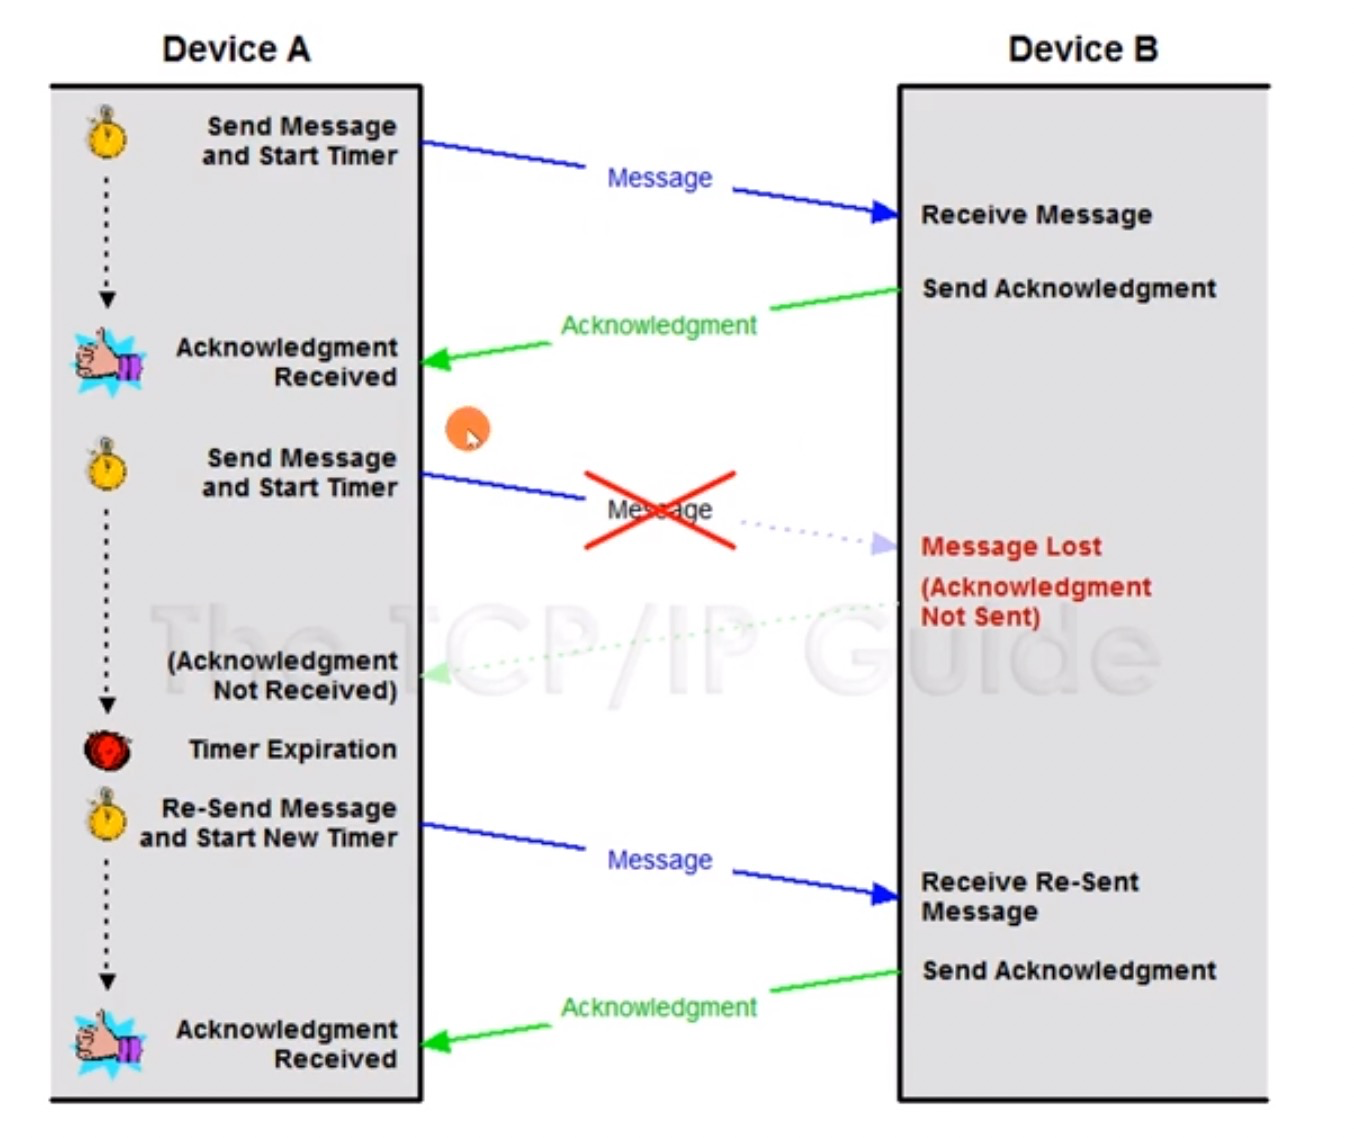 Device A
Device B
Send Message
and Start Timer
Message
Receive Message
Send Acknowledgment
Acknowledgment
Acknowledgment
Received
Send Message
and Start Timer
Message
Message Lost
(Acknowledgment
Not Sent)
The TCP/IP Guide
(Acknowledgment
Not Received)
Timer Expiration
Re-Send Message
and Start New Timer
Message
Receive Re-Sent
Message
Send Acknowledgment
Acknowledgment
Acknowledgment
Received